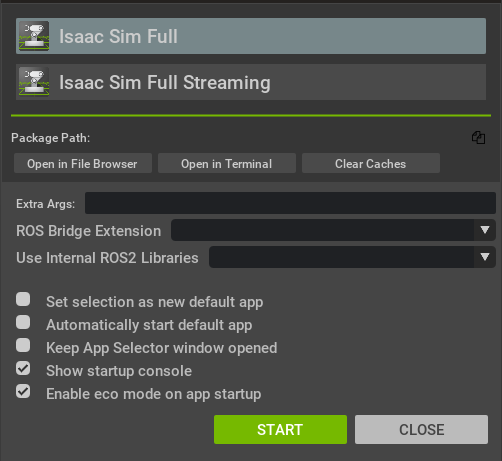 Isaac Sim Full
Isaac Sim Full Streaming
Package Path:
Open in File Browser Open in Terminal Clear Caches
Extra Args:
ROS Bridge Extension
Use Internal ROS2 Libraries
Set selection as new default app
Automatically start default app
Keep App Selector window opened
Show startup console
Enable eco mode on app startup
START CLOSE